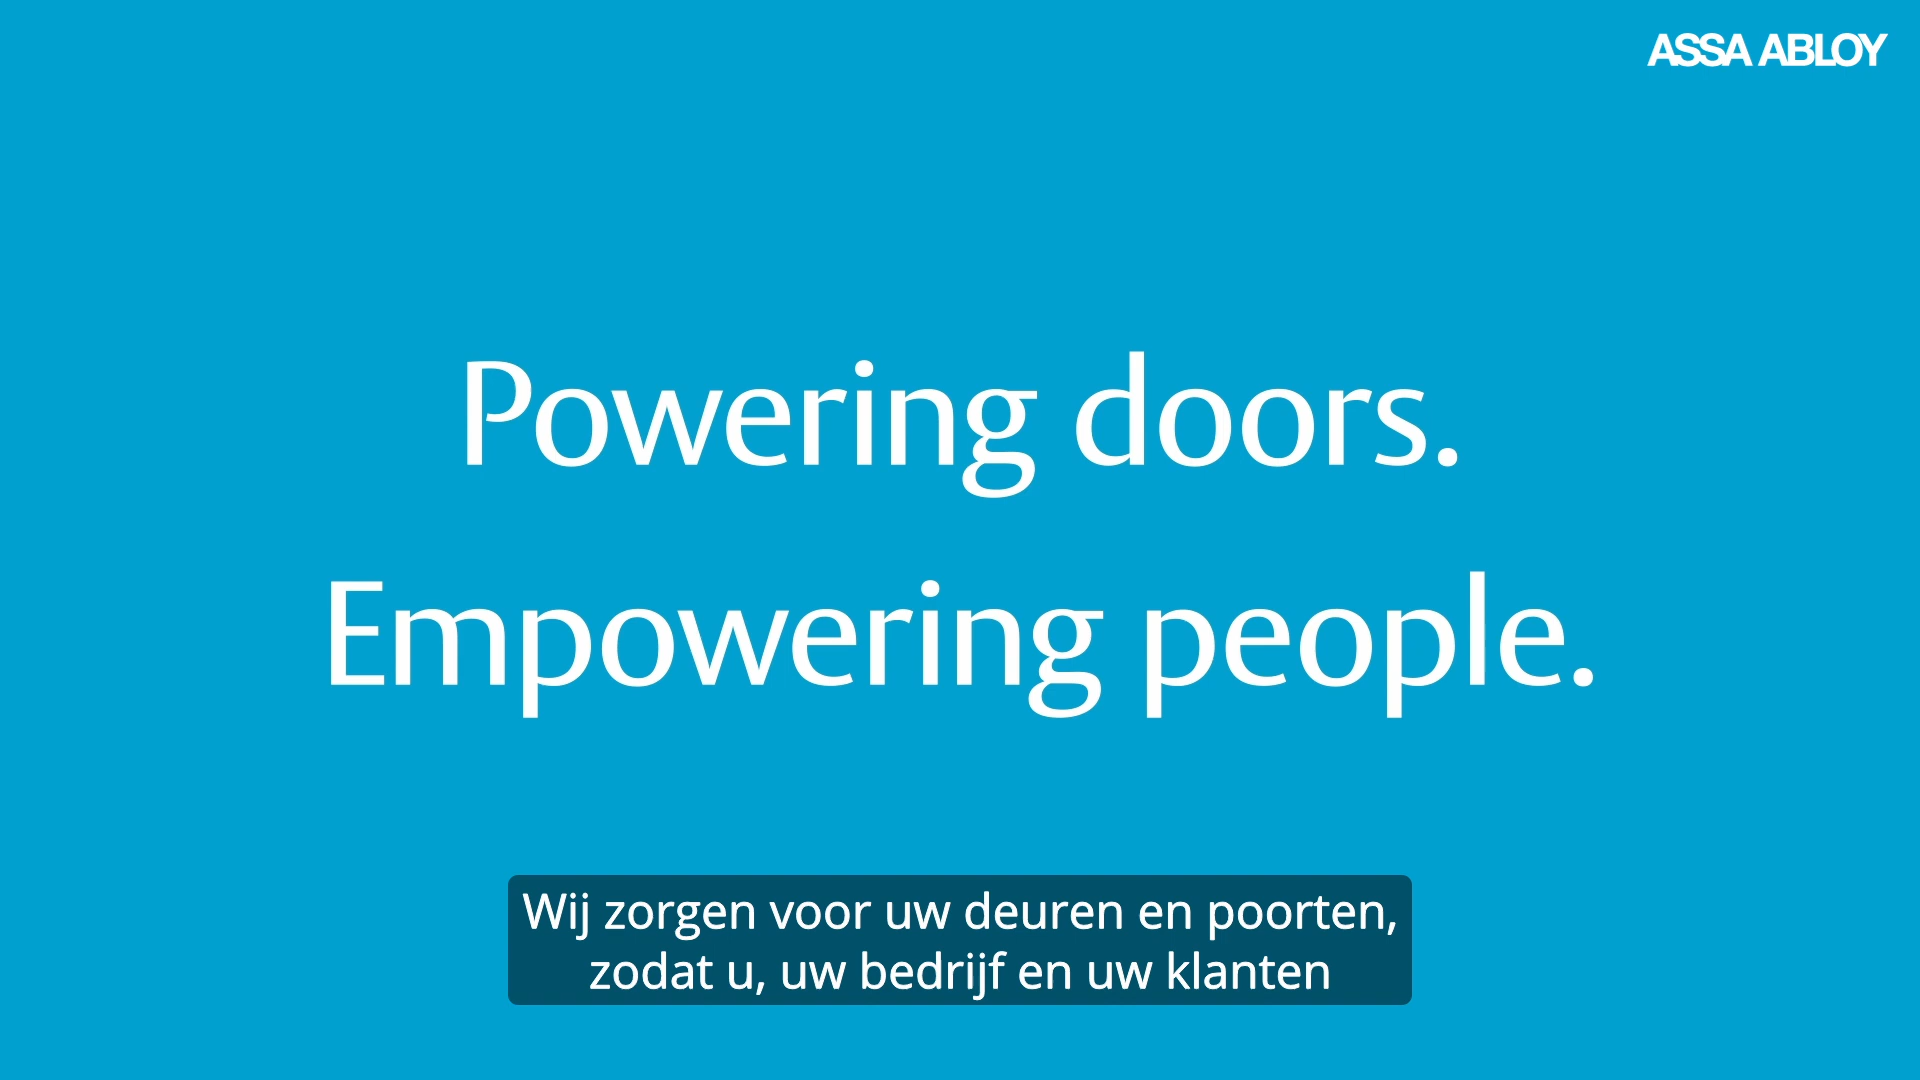 ASSA ABLOY
Powering doors.
Empowering people.
Wij zorgen voor uw deuren en poorten,
zodat u, uw bedrijf en uw klanten